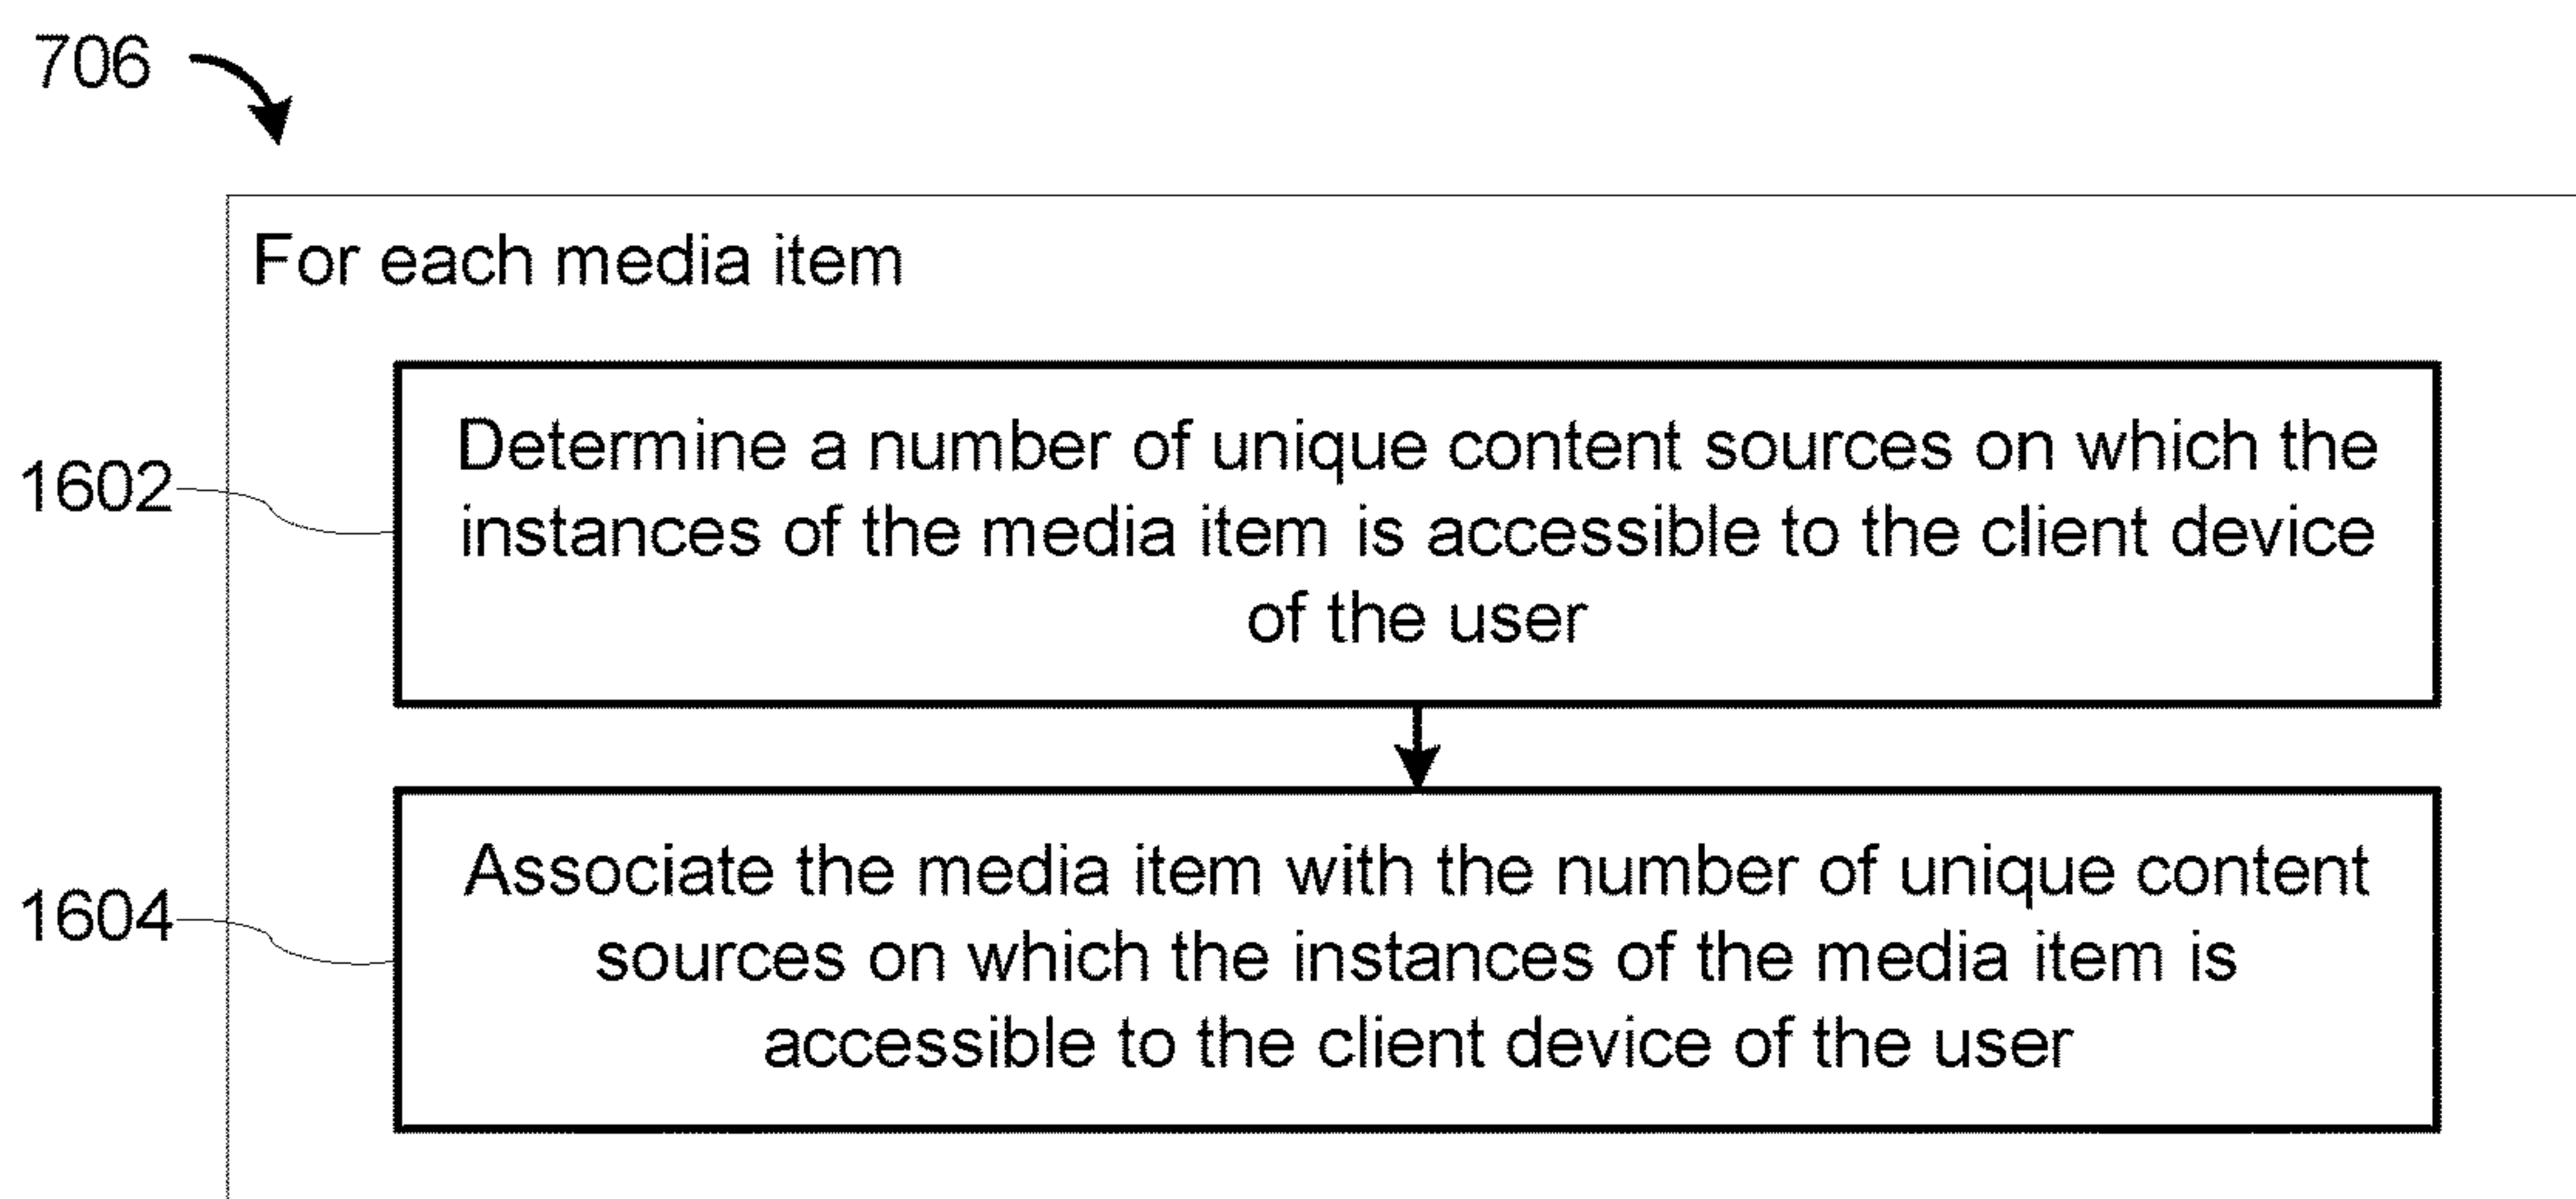 706
For each media item
1602
Determine a number of unique content sources on which the
instances of the media item is accessible to the client device
of the user
1604
Associate the media item with the number of unique content
sources on which the instances of the media item is
accessible to the client device of the user